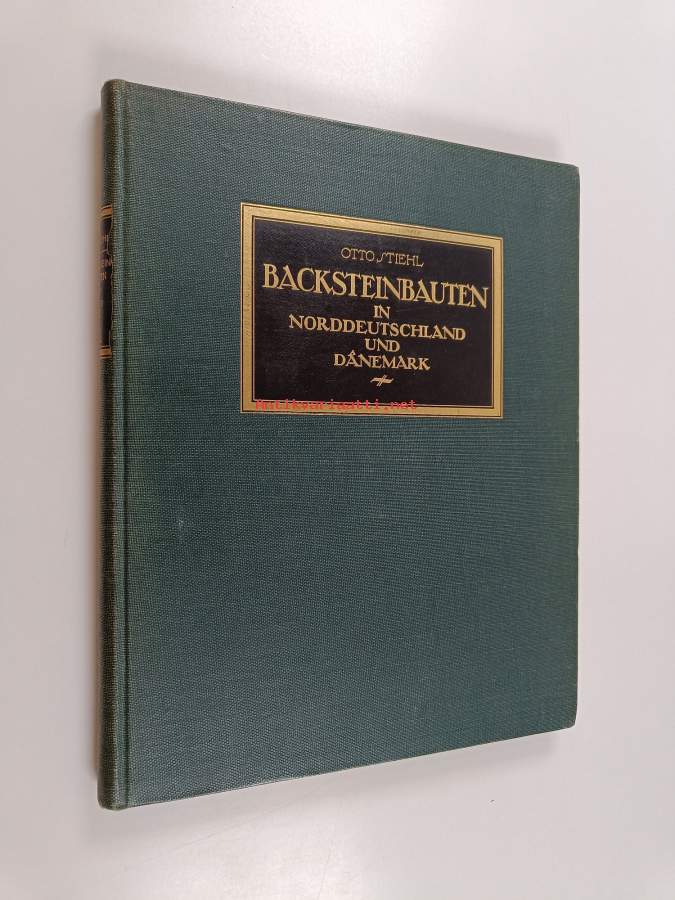 OTTO STIEHL
BACKSTEINBAUTEN
IN
NORDDEUTSCHLAND
UND
DÄNEMARK
Antikvariaatti.net